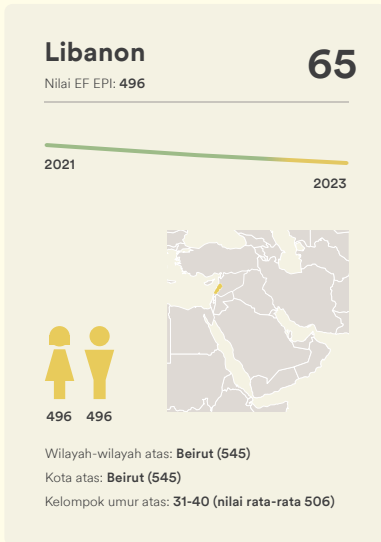 Libanon
65
Nilai EF EPI: 496
2021
2023
496 496
Wilayah-wilayah atas: Beirut (545)
Kota atas: Beirut (545)
Kelompok umur atas: 31-40 (nilai rata-rata 506)